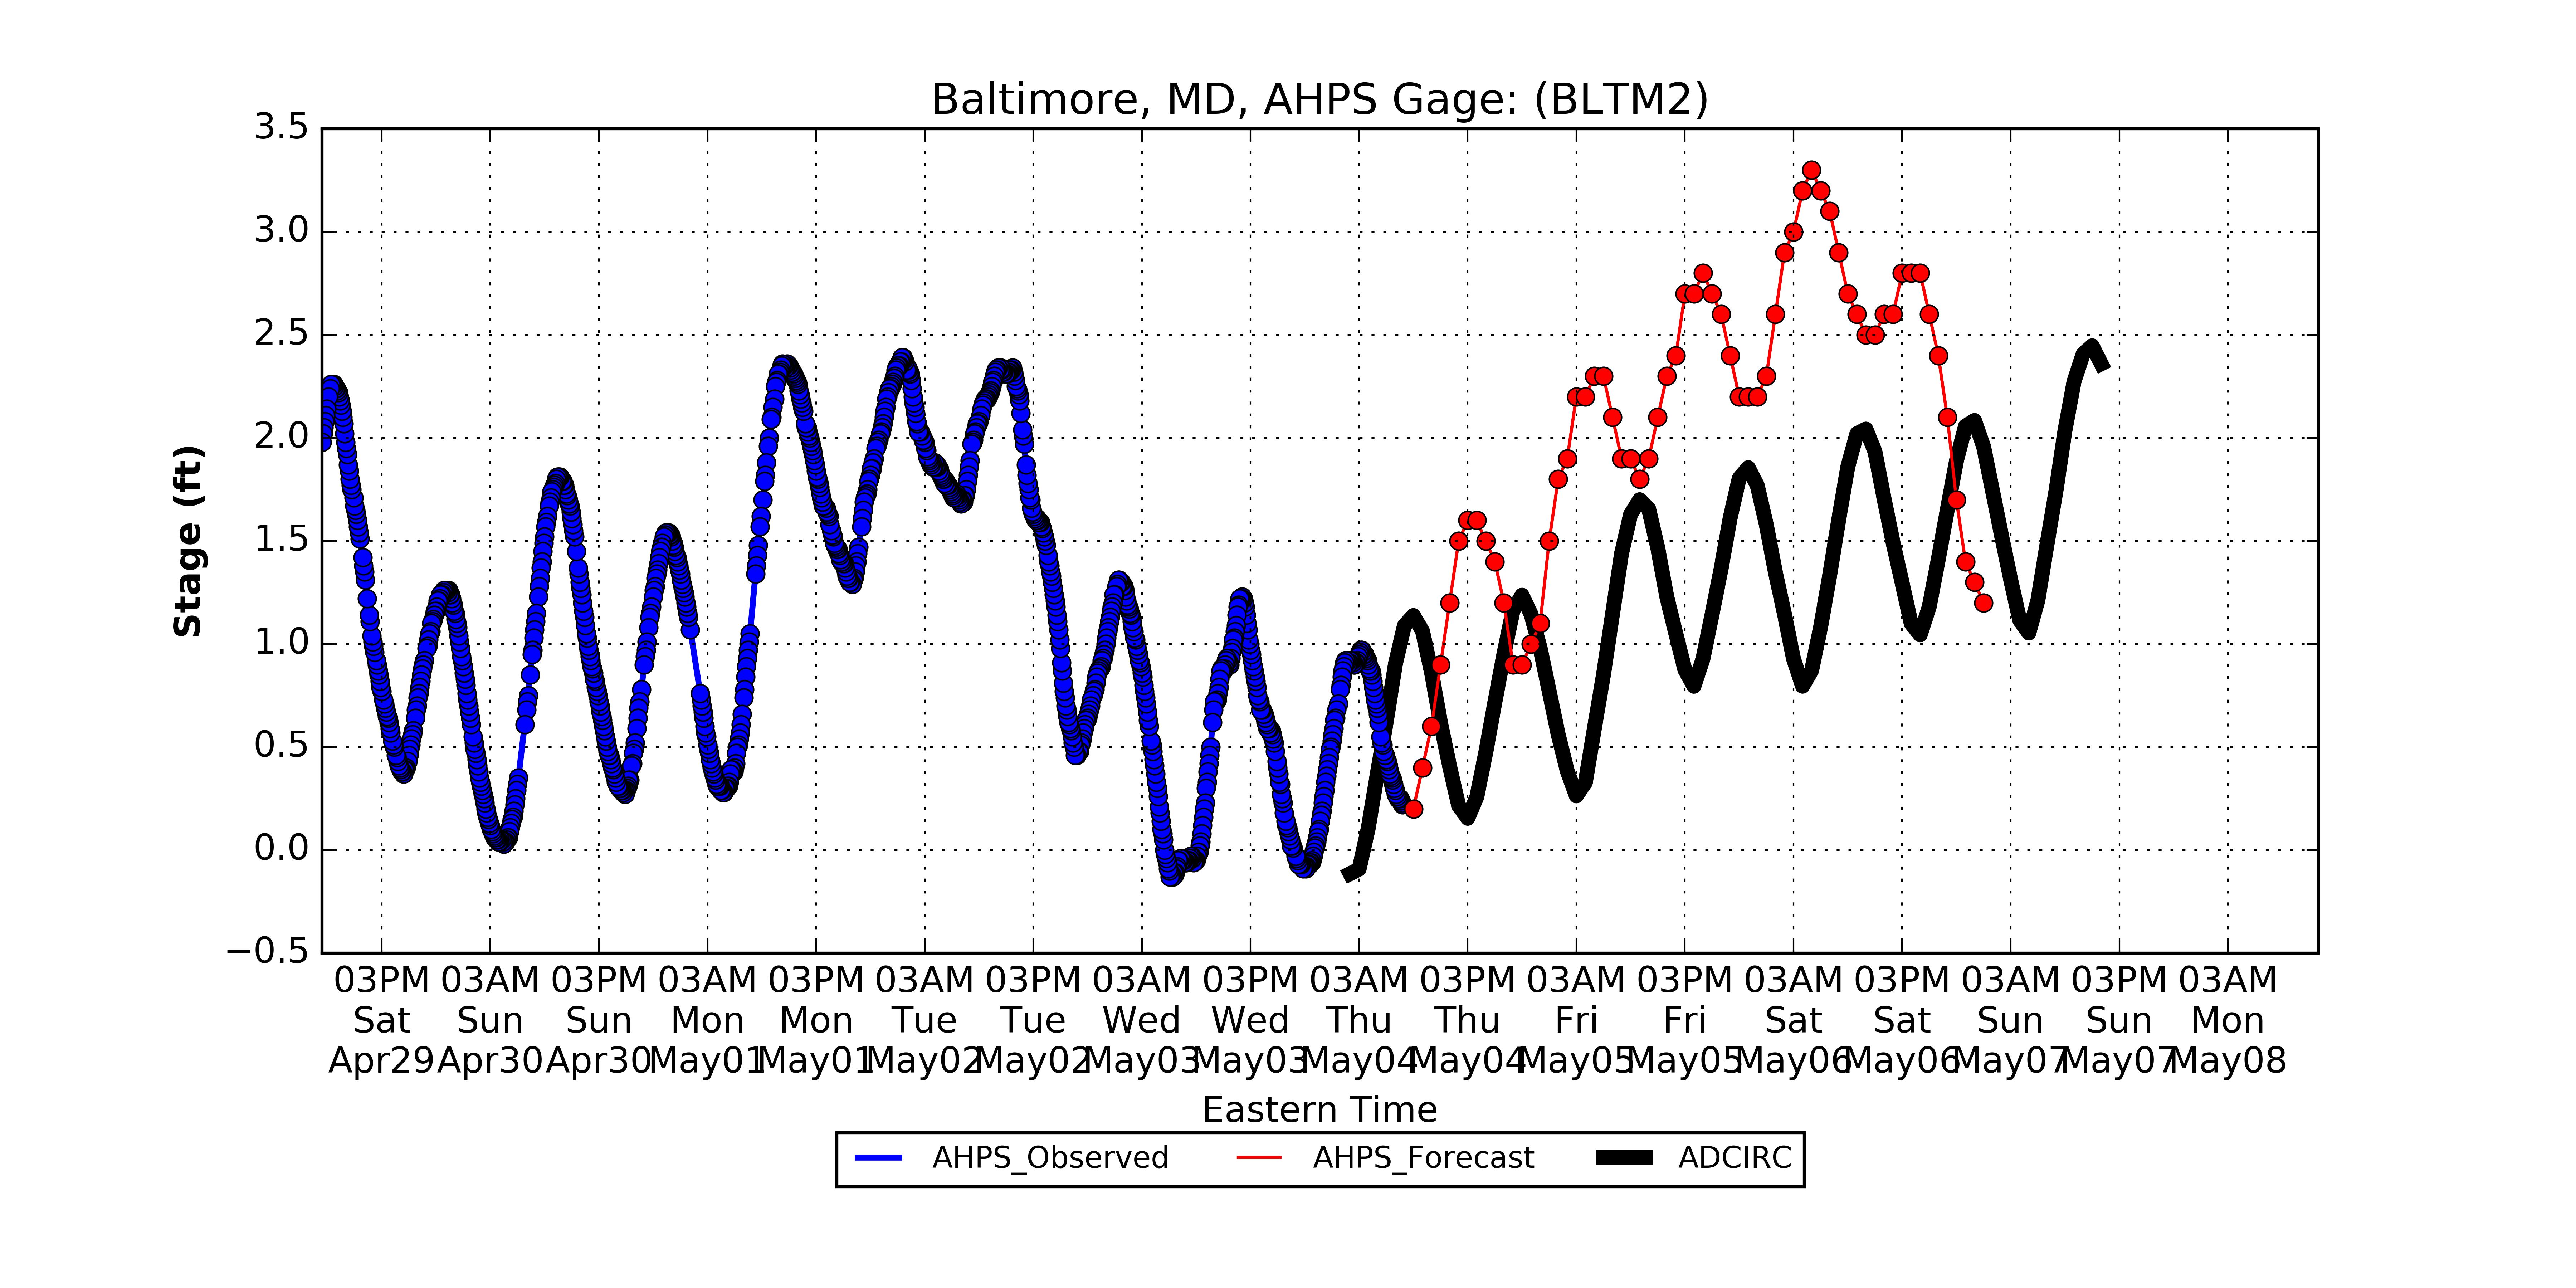 Baltimore, MD, AHPS Gage: (BLTM2)
3.5
3.0
2.5
2.0
1.5
1.0
0.5
0.0
−0.5
Stage (ft)
03PM 03AM 03PM 03AM 03PM 03AM 03PM 03AM 03PM 03AM 03PM 03AM 03PM 03AM 03PM 03AM 03PM 03AM
Sat Sun Sun Mon Mon Tue Tue Wed Wed Thu Thu Fri Fri Sat Sat Sun Sun Mon
Apr29 Apr30 Apr30 May01 May01 May02 May02 May03 May03 May04 May04 May05 May05 May06 May06 May07 May07 May08
Eastern Time
AHPS_Observed AHPS_Forecast ADCIRC